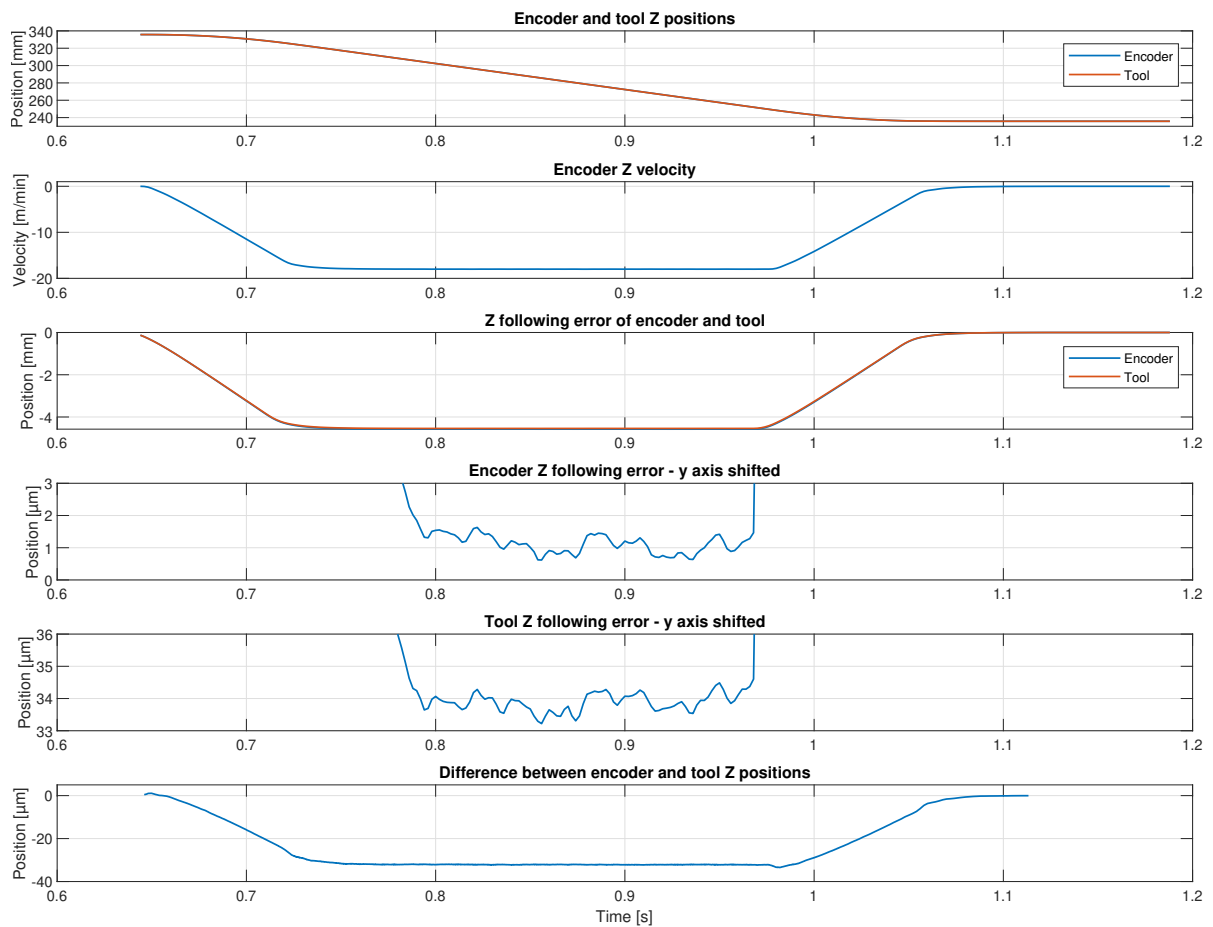 Encoder and tool Z positions
Position [mm]
340
320
300
280
260
240
Encoder
Tool
0.6 0.7 0.8 0.9 1 1.1 1.2
Encoder Z velocity
Velocity [m/min]
0
-10
-20
0.6 0.7 0.8 0.9 1 1.1 1.2
Z following error of encoder and tool
Position [mm]
0
-2
-4
Encoder
Tool
0.6 0.7 0.8 0.9 1 1.1 1.2
Encoder Z following error - y axis shifted
Position [µm]
3
2
1
0
0.6 0.7 0.8 0.9 1 1.1 1.2
Tool Z following error - y axis shifted
Position [µm]
36
35
34
33
0.6 0.7 0.8 0.9 1 1.1 1.2
Difference between encoder and tool Z positions
Position [µm]
0
-20
-40
0.6 0.7 0.8 0.9 1 1.1 1.2
Time [s]